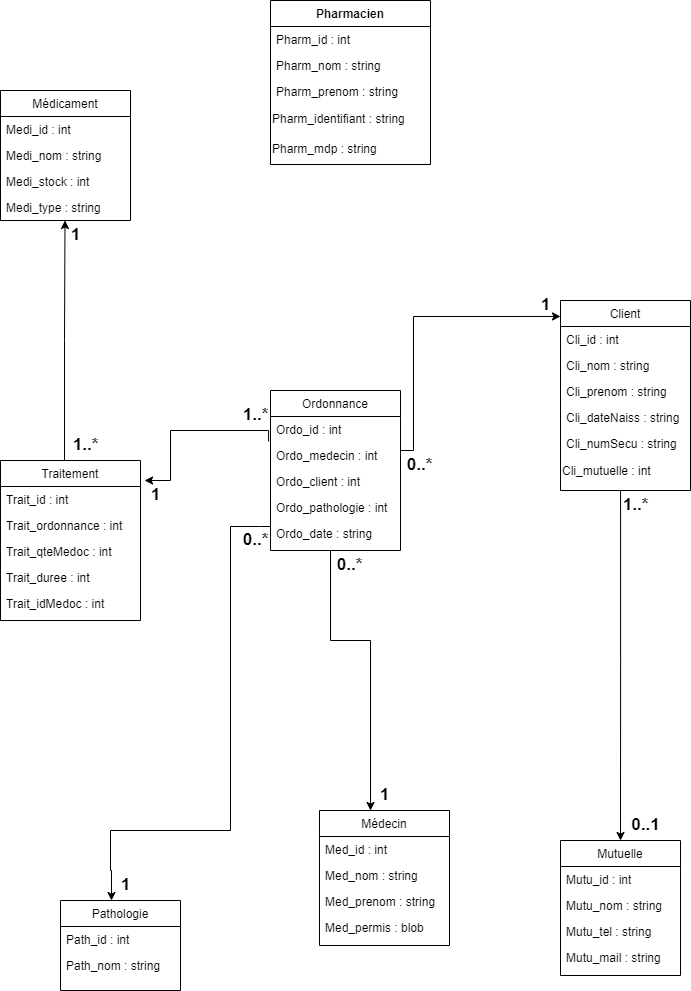 Pharmacien
Pharm_id : int
Pharm_nom : string
Pharm_prenom : string
Pharm_identifiant : string
Pharm_mdp : string
Médicament
Medi_id : int
Medi_nom : string
Medi_stock : int
Medi_type : string
1
1..*
Client
Cli_id : int
Cli_nom : string
Cli_prenom : string
Cli_dateNaiss : string
Cli_numSecu : string
Cli_mutuelle : int
1
Ordonnance
Ordo_id : int
Ordo_medecin : int
Ordo_client : int
Ordo_pathologie : int
Ordo_date : string
1..*
0..*
0..*
0..*
Traitement
Trait_id : int
Trait_ordonnance : int
Trait_qteMedoc : int
Trait_duree : int
Trait_idMedoc : int
1
1..*
0..1
Médecin
Med_id : int
Med_nom : string
Med_prenom : string
Med_permis : blob
1
Mutuelle
Mutu_id : int
Mutu_nom : string
Mutu_tel : string
Mutu_mail : string
1
Pathologie
Path_id : int
Path_nom : string